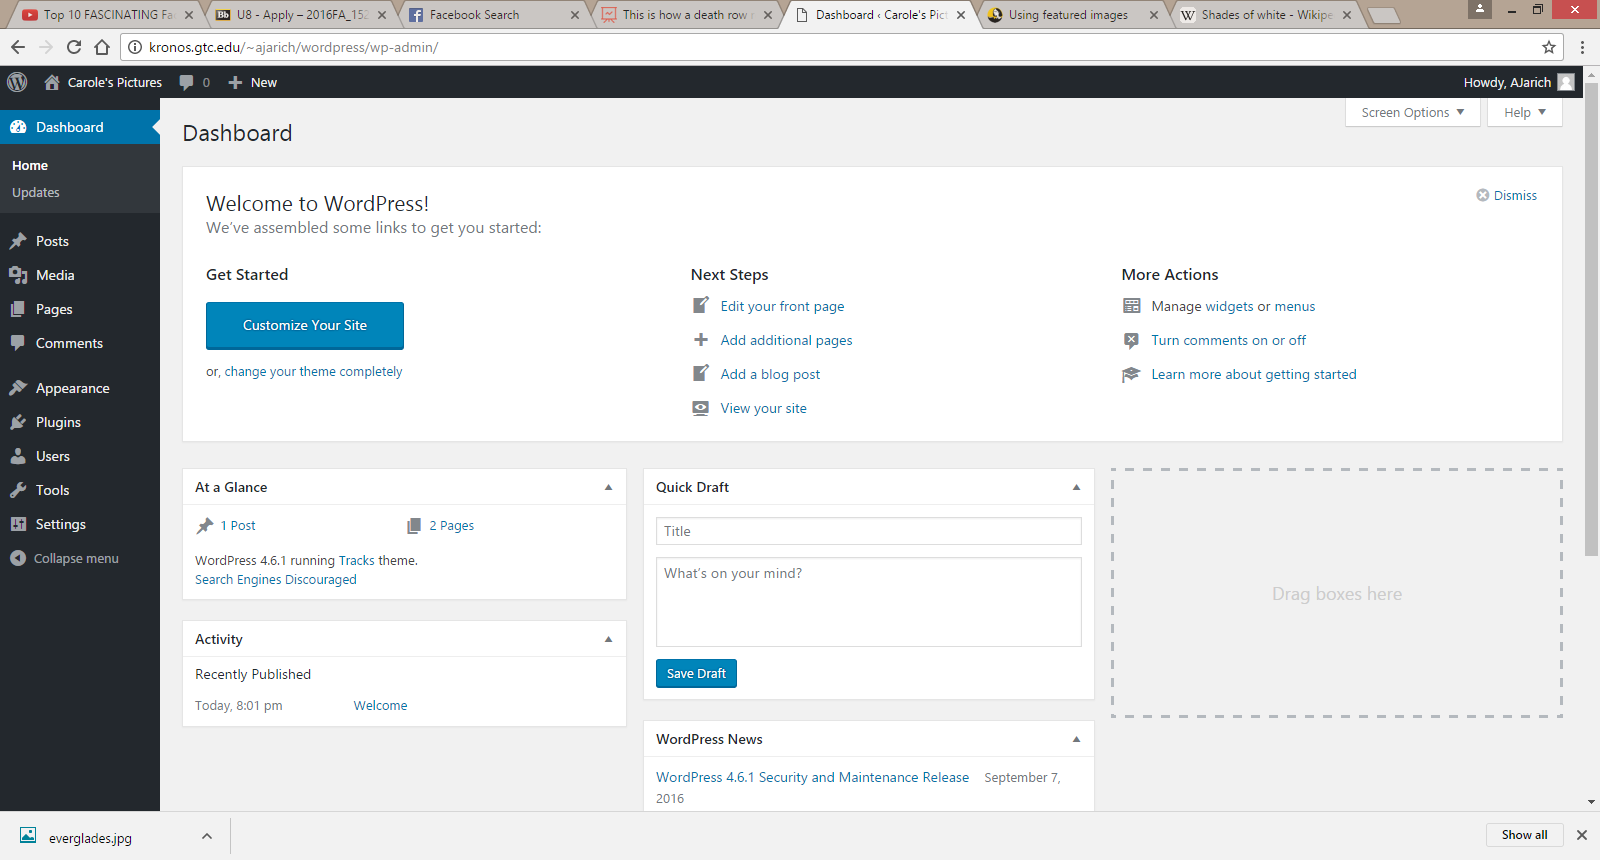 Top 10 FASCINATING Fa
U8 - Apply – 2016FA_152
Facebook Search
This is how a death row
Dashboard ‹ Carole's Pict
Using featured images
Shades of white - Wikipe
kronos.gtc.edu/~ajarich/wordpress/wp-admin/
Carole's Pictures
0
New
Howdy, AJarich
Dashboard
Home
Updates
Posts
Media
Pages
Comments
Appearance
Plugins
Users
Tools
Settings
Collapse menu
Dashboard
Screen Options
Help
Welcome to WordPress!
We've assembled some links to get you started:
Dismiss
Get Started
Customize Your Site
or, change your theme completely
Next Steps
Edit your front page
Add additional pages
Add a blog post
View your site
More Actions
Manage widgets or menus
Turn comments on or off
Learn more about getting started
At a Glance
1 Post
2 Pages
WordPress 4.6.1 running Tracks theme.
Search Engines Discouraged
Activity
Recently Published
Today, 8:01 pm Welcome
Quick Draft
Title
What's on your mind?
Save Draft
WordPress News
WordPress 4.6.1 Security and Maintenance Release September 7,
2016
Drag boxes here
everglades.jpg
Show all